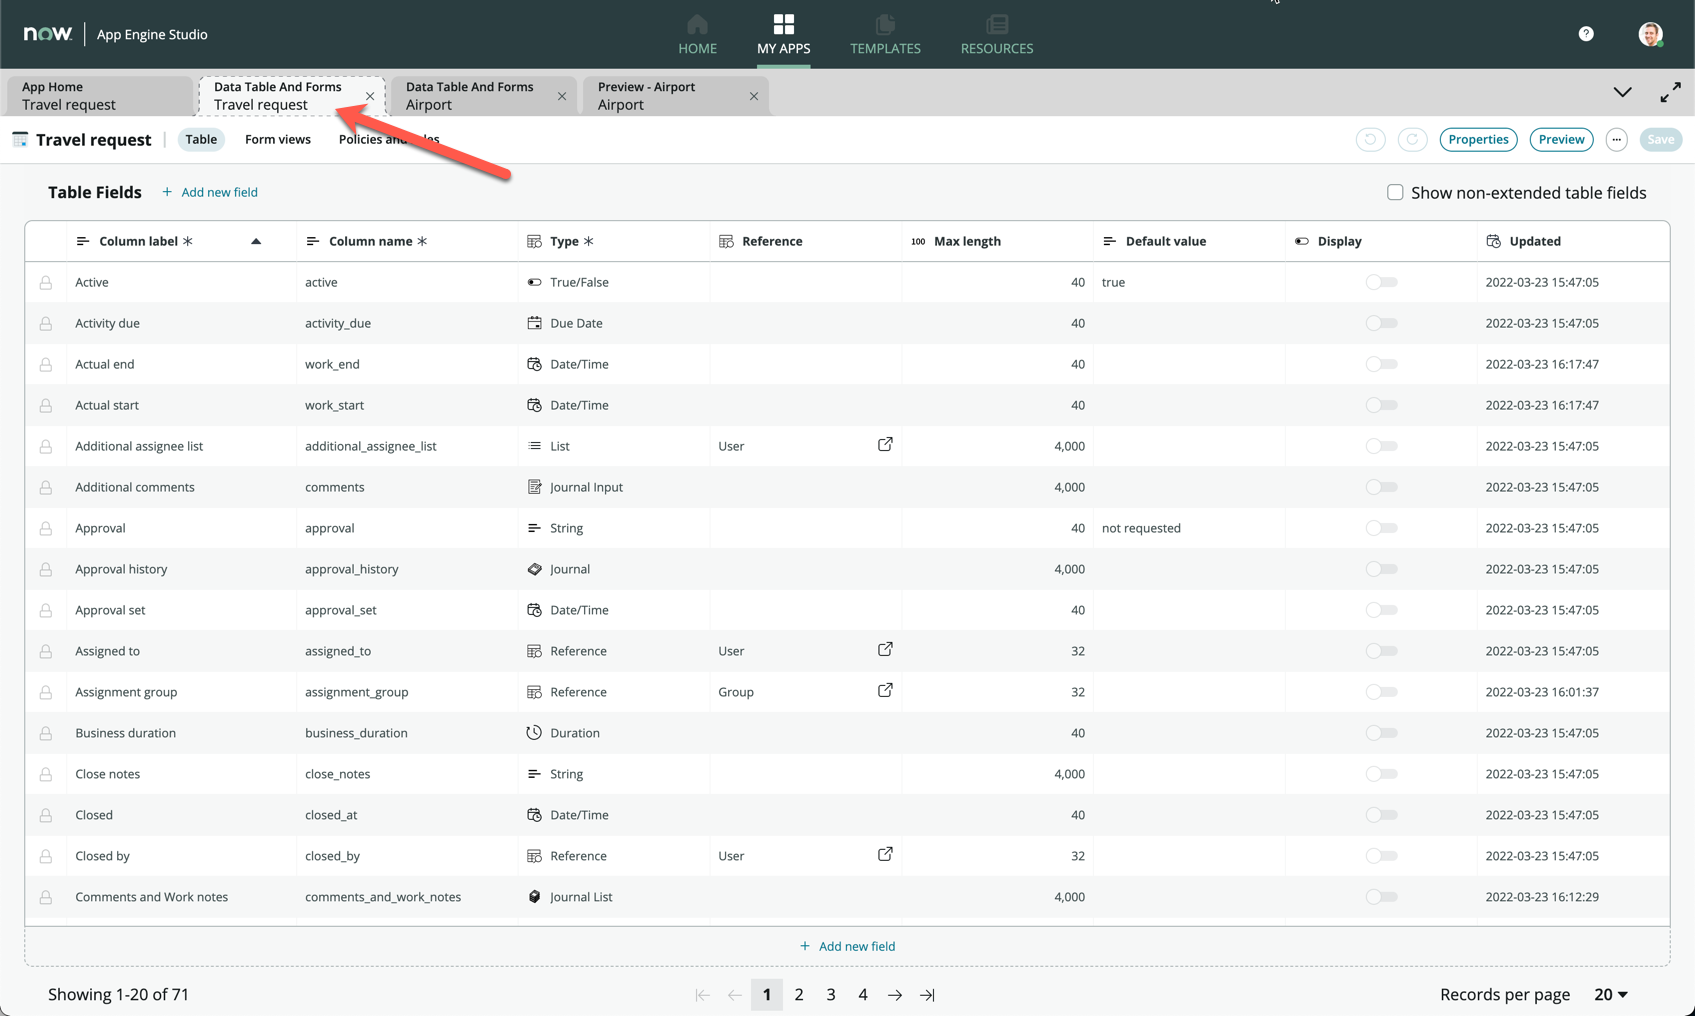 now. App Engine Studio
HOME MY APPS TEMPLATES RESOURCES
?
App Home
Travel request
Data Table And Forms
Travel request
Data Table And Forms
Airport
Preview - Airport
Airport
Travel request Table Form views Policies and les Properties Preview Save
Table Fields + Add new field Show non-extended table fields
Column label * Column name * Type * Reference 100 Max length Default value Display Updated
Active active True/False 40 true 2022-03-23 15:47:05
Activity due activity_due Due Date 40 2022-03-23 15:47:05
Actual end work_end Date/Time 40 2022-03-23 16:17:47
Actual start work_start Date/Time 40 2022-03-23 16:17:47
Additional assignee list additional_assignee_list List User 4,000 2022-03-23 15:47:05
Additional comments comments Journal Input 4,000 2022-03-23 15:47:05
Approval approval String 40 not requested 2022-03-23 15:47:05
Approval history approval_history Journal 4,000 2022-03-23 15:47:05
Approval set approval_set Date/Time 40 2022-03-23 15:47:05
Assigned to assigned_to Reference User 32 2022-03-23 15:47:05
Assignment group assignment_group Reference Group 32 2022-03-23 16:01:37
Business duration business_duration Duration 40 2022-03-23 15:47:05
Close notes close_notes String 4,000 2022-03-23 15:47:05
Closed closed_at Date/Time 40 2022-03-23 15:47:05
Closed by closed_by Reference User 32 2022-03-23 15:47:05
Comments and Work notes comments_and_work_notes Journal List 4,000 2022-03-23 16:12:29
+ Add new field
Showing 1-20 of 71 1 2 3 4 Records per page 20